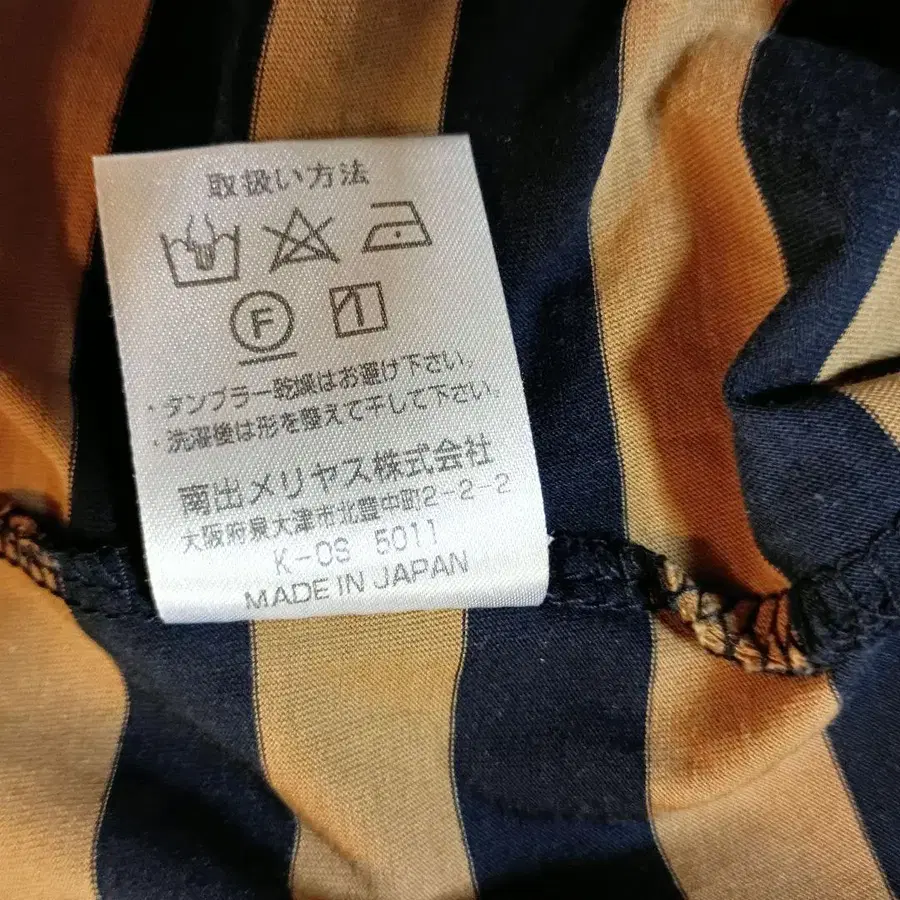 取扱い方法
F
・タンブラー乾燥はお避け下さい。
・洗濯後は形を整えて干して下さい。
南出メリヤス株式会社
大阪府泉大津市北豊中町2-2-2
K-OS 5011
MADE IN JAPAN